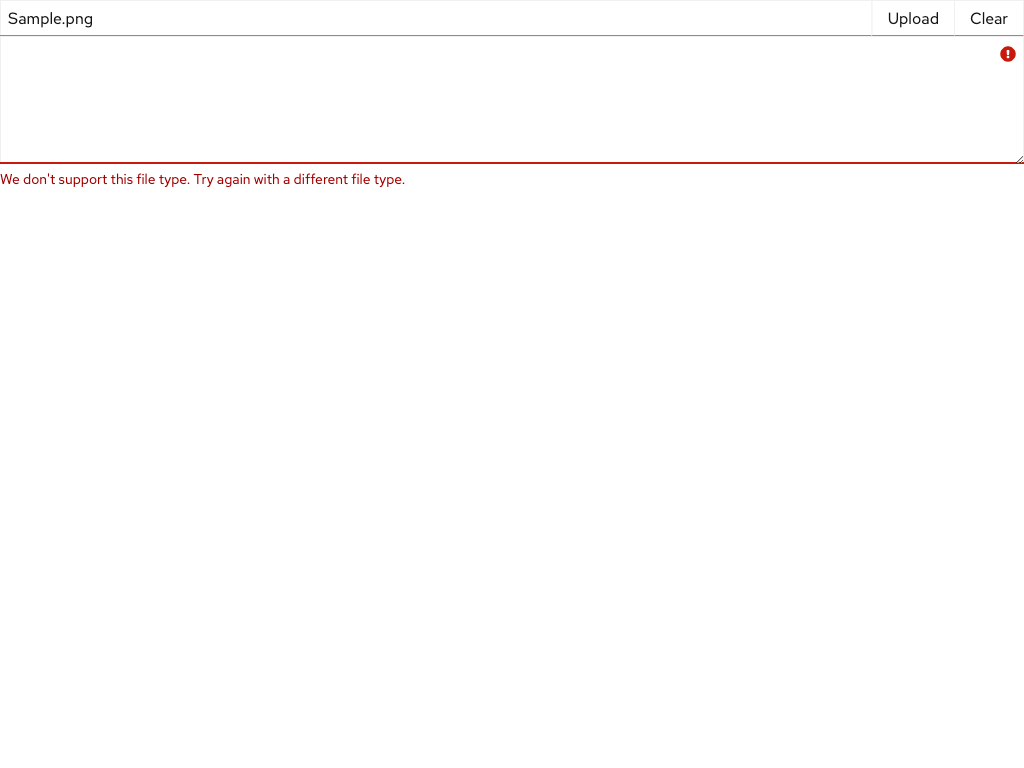 Sample.png Upload Clear
We don't support this file type. Try again with a different file type.